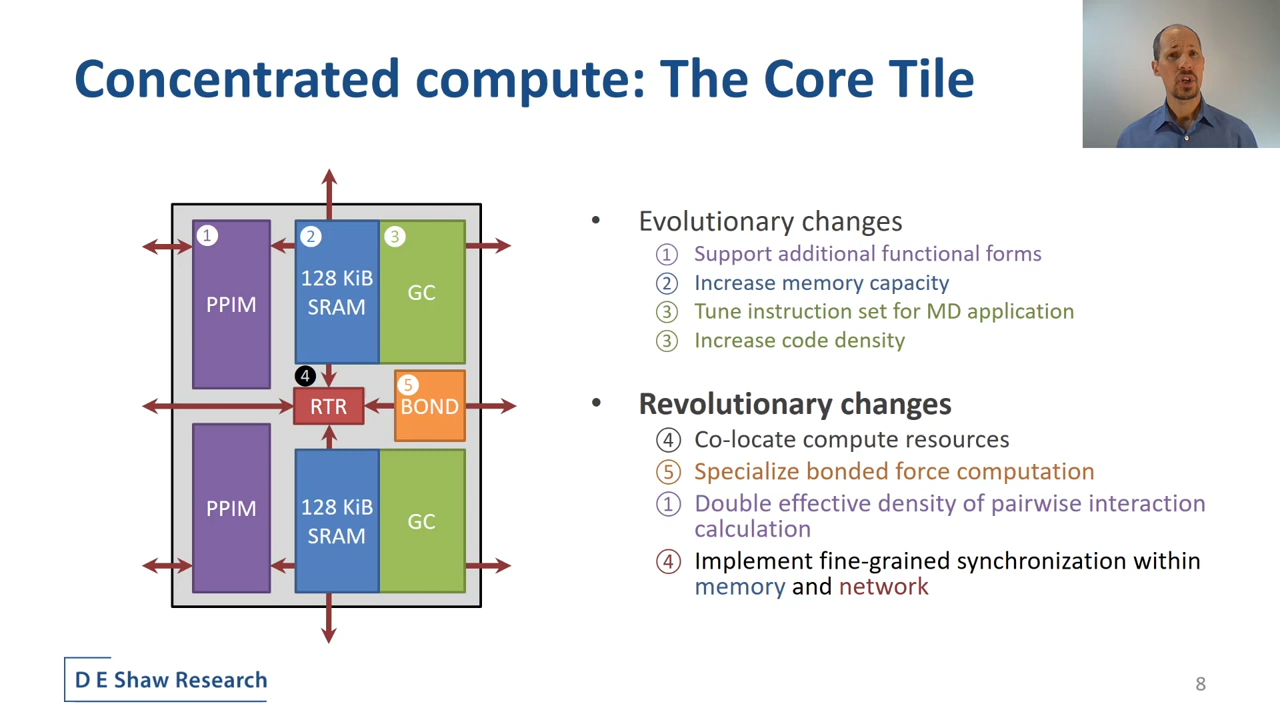 Concentrated compute: The Core Tile
1
PPIM
2
128 KiB
SRAM
3
GC
4
RTR
5
BOND
PPIM
128 KiB
SRAM
GC
• Evolutionary changes
① Support additional functional forms
② Increase memory capacity
③ Tune instruction set for MD application
③ Increase code density
• Revolutionary changes
④ Co-locate compute resources
⑤ Specialize bonded force computation
① Double effective density of pairwise interaction
calculation
④ Implement fine-grained synchronization within
memory and network
D E Shaw Research
8